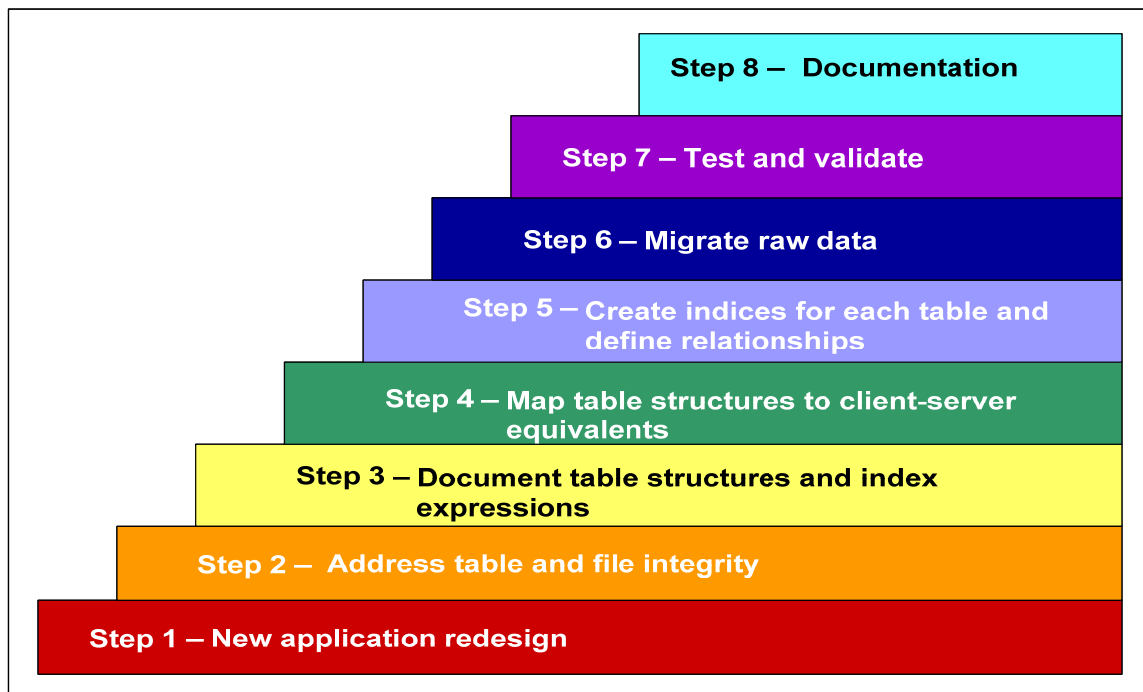 Step 8 – Documentation
Step 7 – Test and validate
Step 6 – Migrate raw data
Step 5 – Create indices for each table and
define relationships
Step 4 – Map table structures to client-server
equivalents
Step 3 – Document table structures and index
expressions
Step 2 – Address table and file integrity
Step 1 – New application redesign